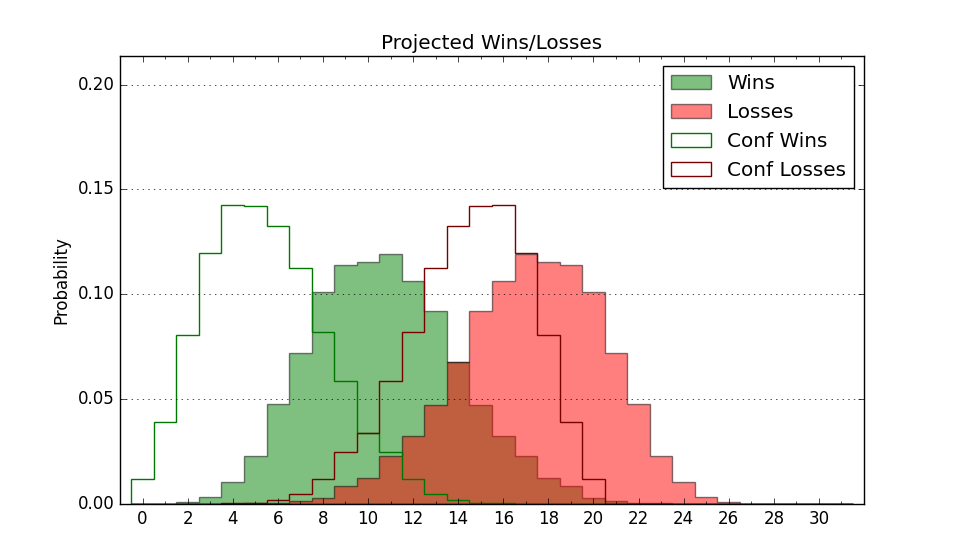 Projected Wins/Losses
Wins
Losses
Conf Wins
Conf Losses
Probability
0.20
0.15
0.10
0.05
0.00
0 2 4 6 8 10 12 14 16 18 20 22 24 26 28 30